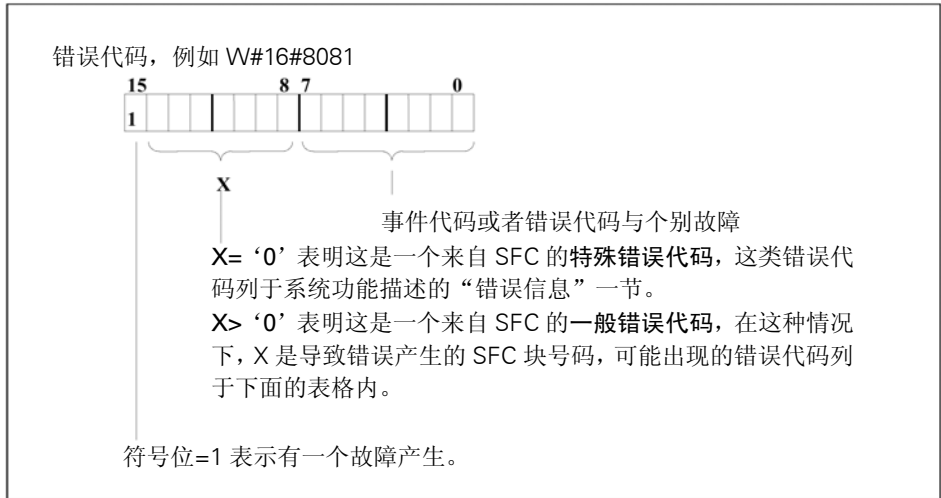 错误代码，例如 W#16#8081
15 8 7 0
1
X
事件代码或者错误代码与个别故障
X= ‘0’表明这是一个来自 SFC 的特殊错误代码，这类错误代
码列于系统功能描述的“错误信息”一节。
X> ‘0’表明这是一个来自 SFC 的一般错误代码，在这种情况
下，X 是导致错误产生的 SFC 块号码，可能出现的错误代码列
于下面的表格内。
符号位=1 表示有一个故障产生。